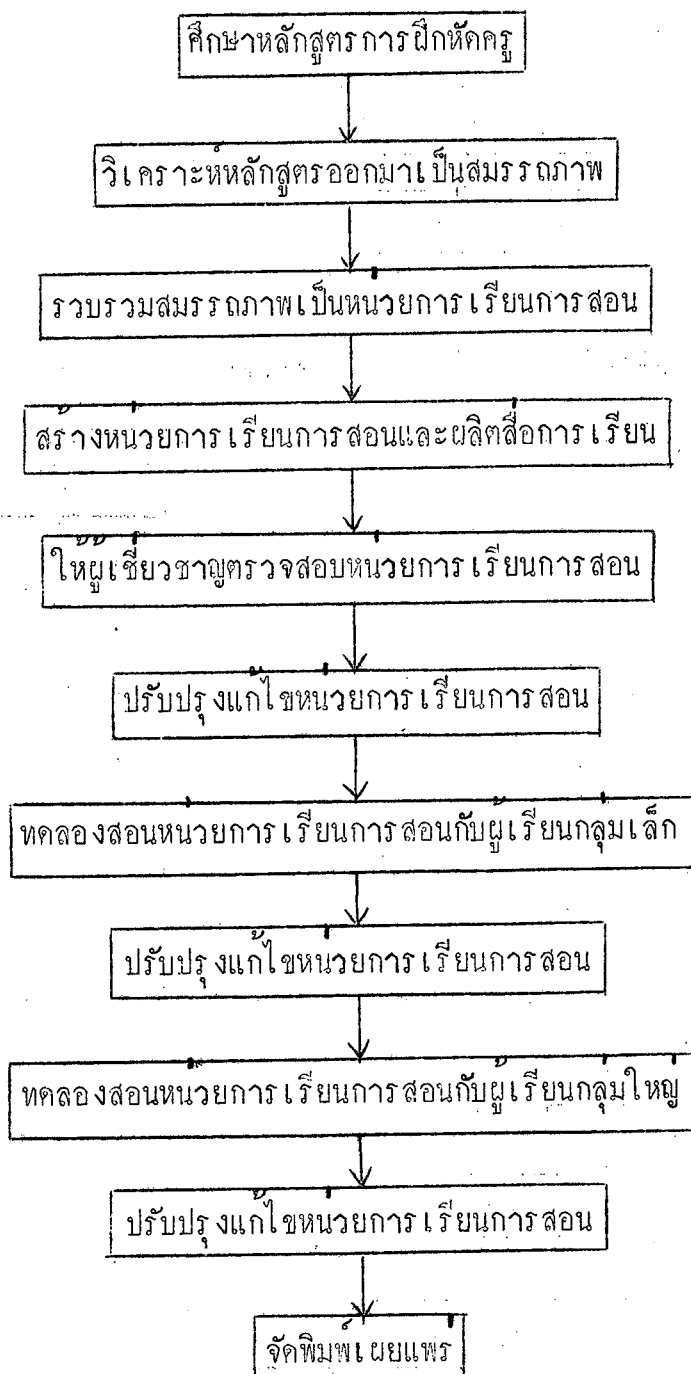 ศึกษาหลักสูตรการฝึกหัดครู
วิเคราะห์หลักสูตรออกมาเป็นสมรรถภาพ
รวบรวมสมรรถภาพเป็นหน่วยการเรียนการสอน
สร้างหน่วยการเรียนการสอนและผลิตสื่อการเรียน
ให้ผู้เชี่ยวชาญตรวจสอบหน่วยการเรียนการสอน
ปรับปรุงแก้ไขหน่วยการเรียนการสอน
ทดลองสอนหน่วยการเรียนการสอนกับผู้เรียนกลุ่มเล็ก
ปรับปรุงแก้ไขหน่วยการเรียนการสอน
ทดลองสอนหน่วยการเรียนการสอนกับผู้เรียนกลุ่มใหญ่
ปรับปรุงแก้ไขหน่วยการเรียนการสอน
จัดพิมพ์เผยแพร่